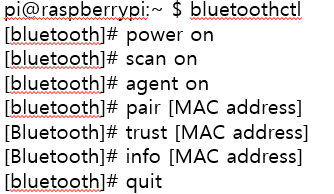 pi@raspberrypi:~ $ bluetoothctl
[bluetooth]# power on
[bluetooth]# scan on
[bluetooth]# agent on
[bluetooth]# pair [MAC address]
[Bluetooth]# trust [MAC address]
[Bluetooth]# info [MAC address]
[bluetooth]# quit